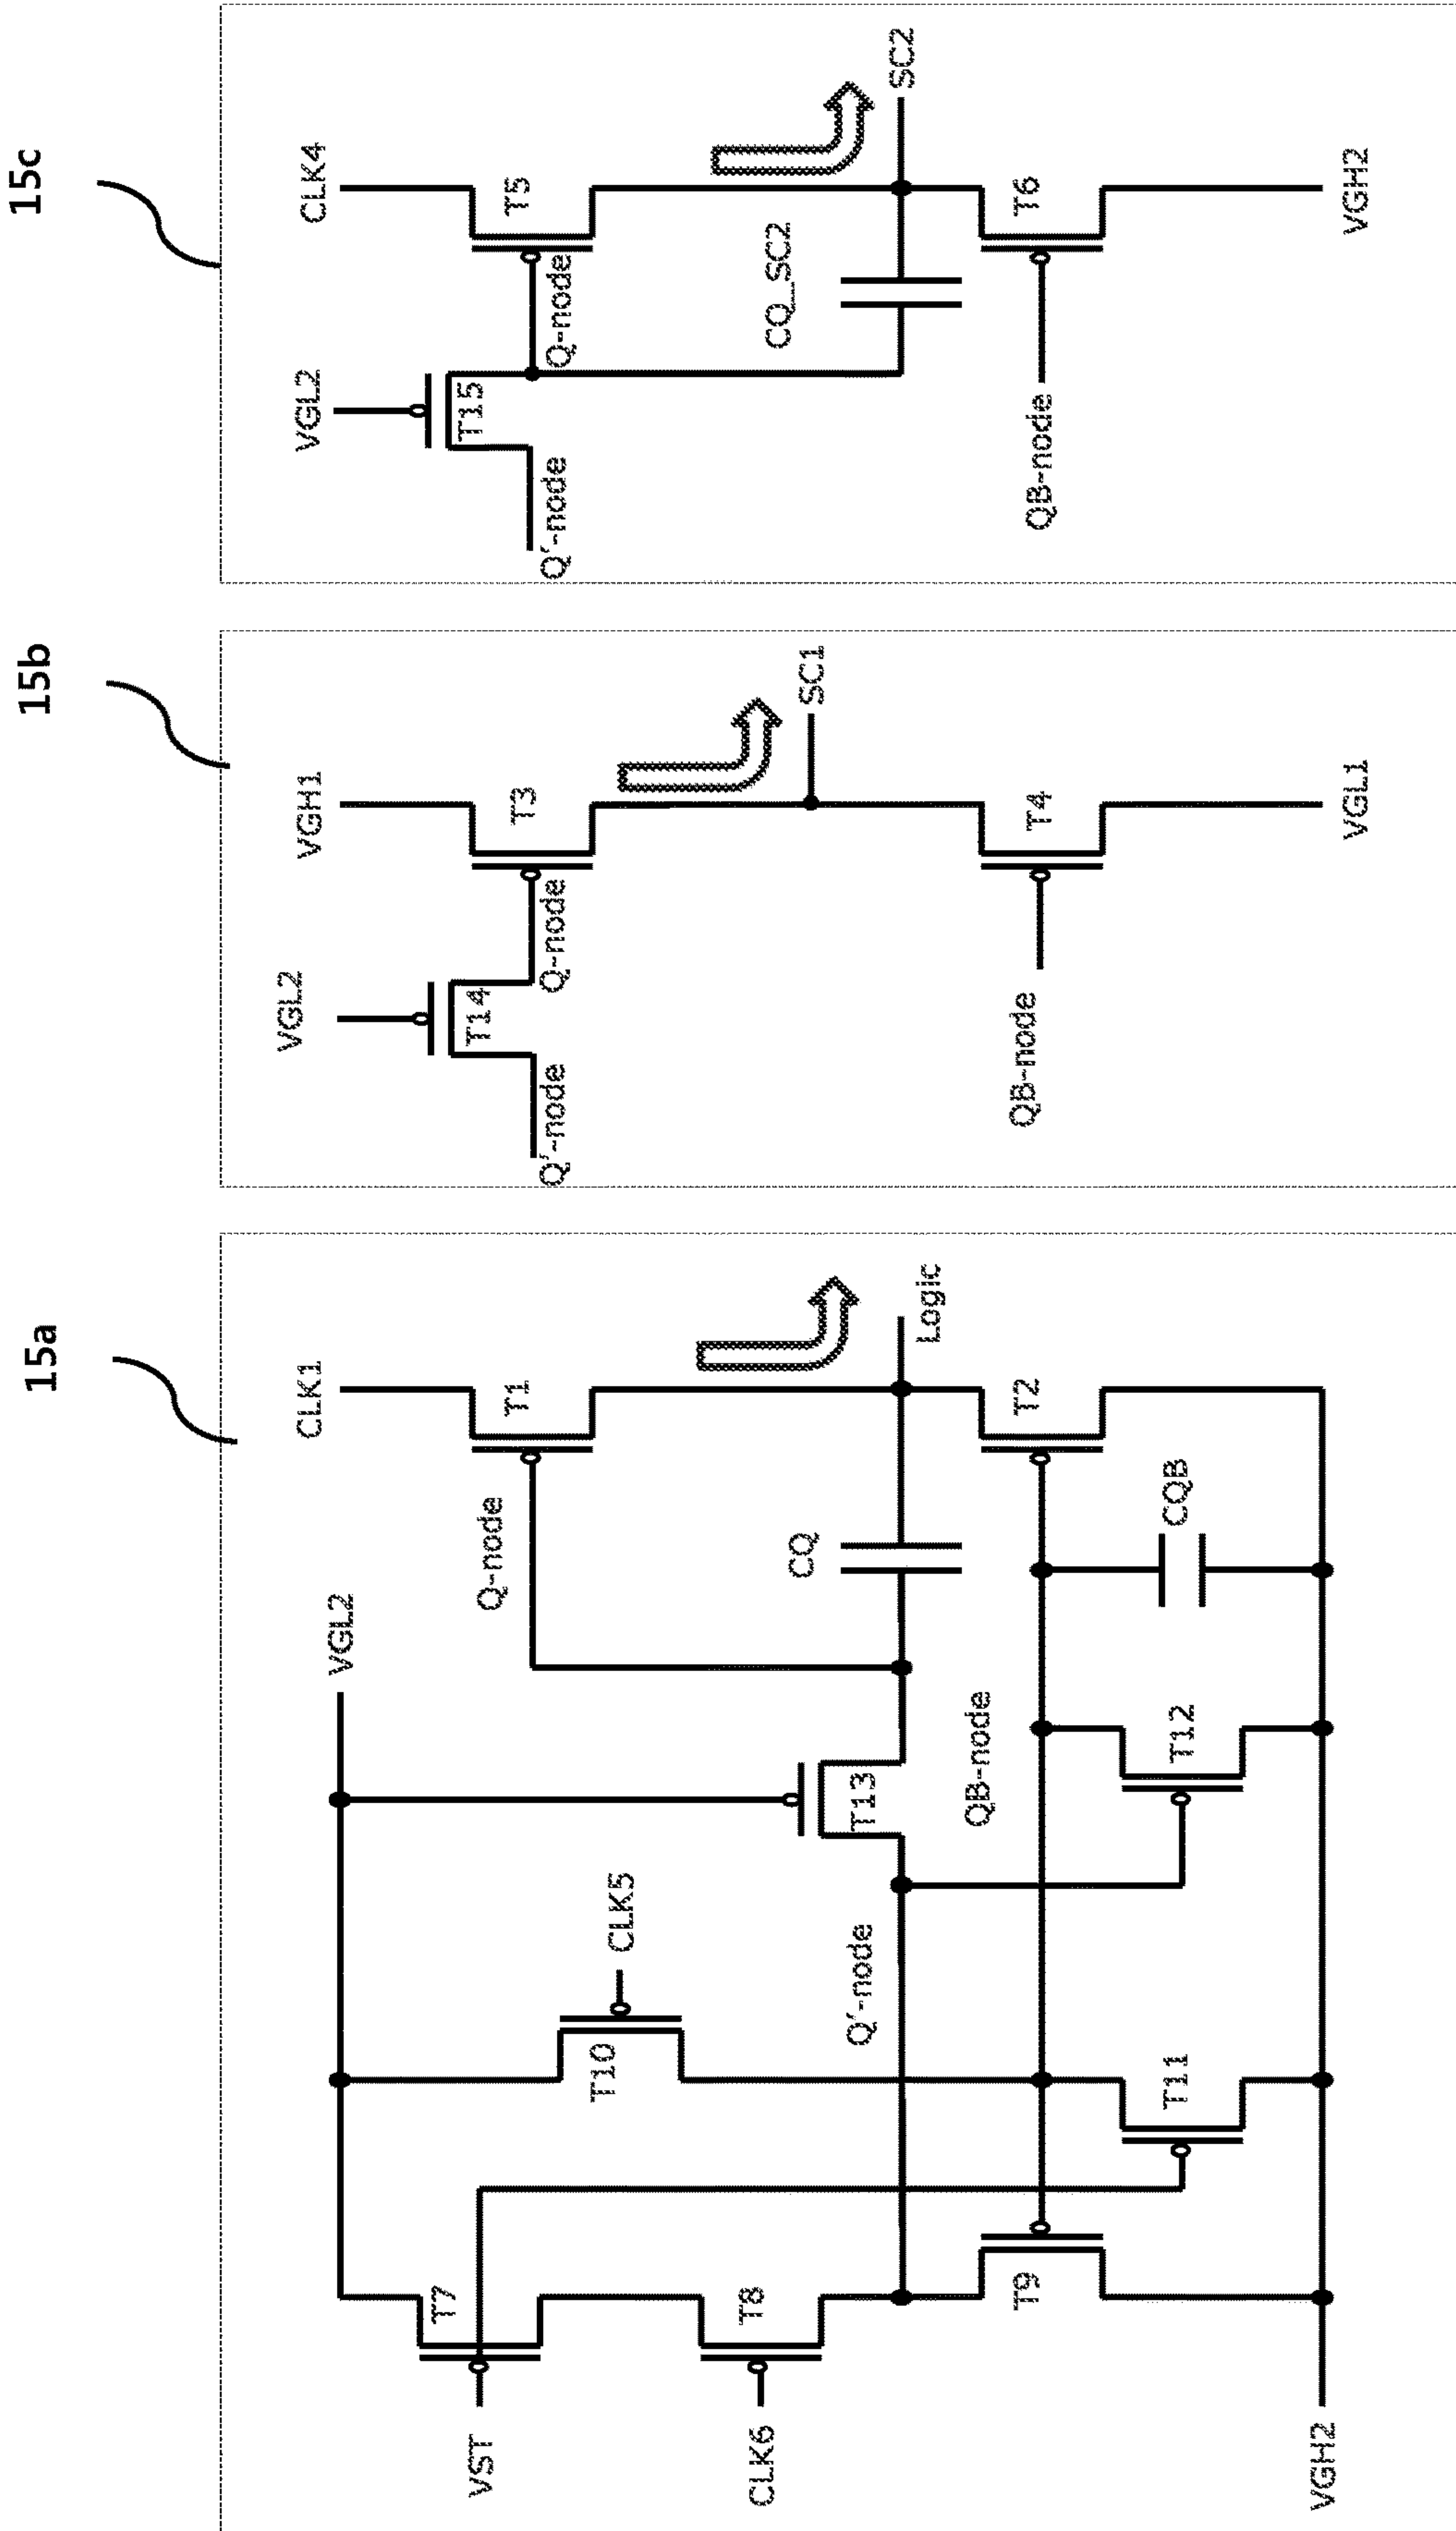 15a
VGL2
CLK1
VST
T7
T10
CLK5
Q-node
T1
CLK6
T8
T13
CQ
Logic
Q'-node
QB-node
T9
T11
T12
CQB
T2
VGH2
15b
VGL2
VGH1
T14
T3
Q'-node
Q-node
SC1
QB-node
T4
VGL1
15c
VGL2
CLK4
T15
T5
Q'-node
Q-node
CQ_SC2
SC2
QB-node
T6
VGH2